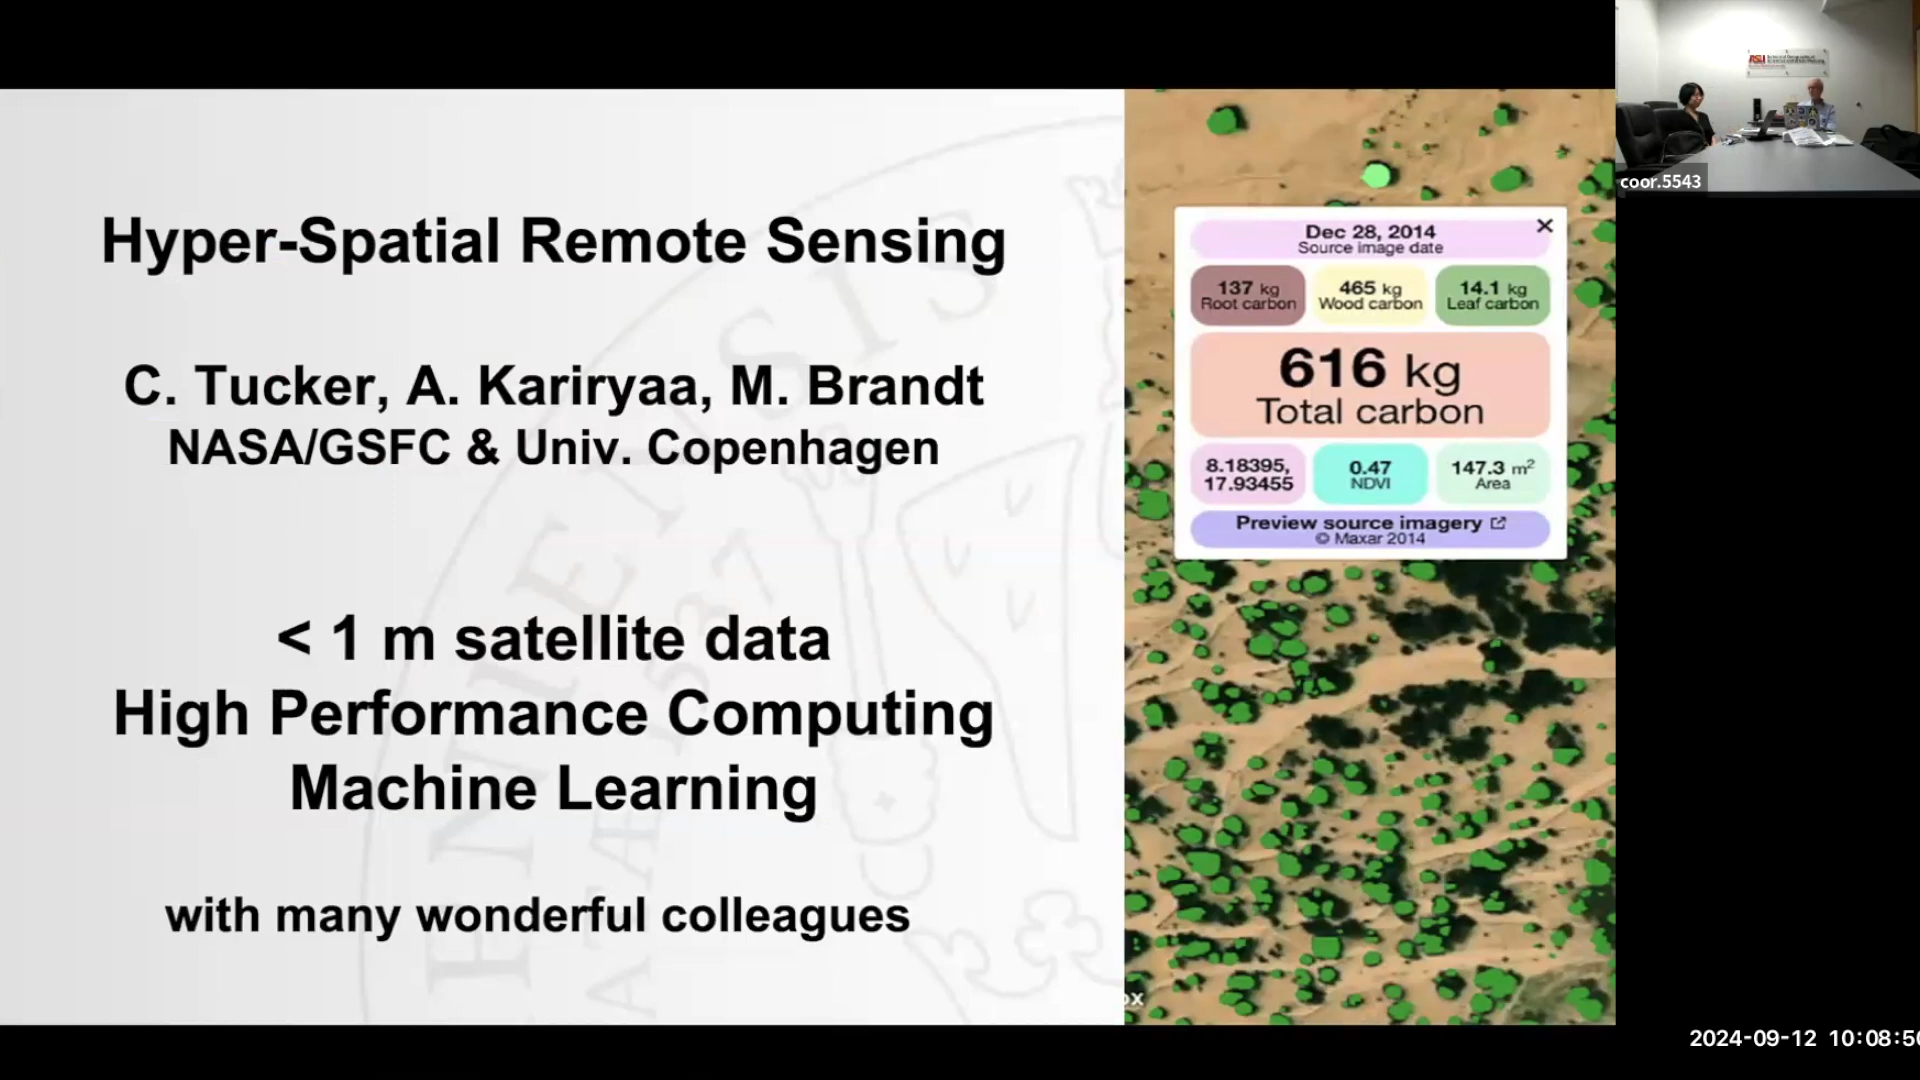 Hyper-Spatial Remote Sensing
C. Tucker, A. Kariryaa, M. Brandt
NASA/GSFC & Univ. Copenhagen
< 1 m satellite data
High Performance Computing
Machine Learning
with many wonderful colleagues
Dec 28, 2014
Source image date
137 kg
Root carbon
465 kg
Wood carbon
14.1 kg
Leaf carbon
616 kg
Total carbon
8.18395,
17.93455
0.47
NDVI
147.3 m²
Area
Preview source imagery
© Maxar 2014
ox
ASU
coor.5543
2024-09-12 10:08:50